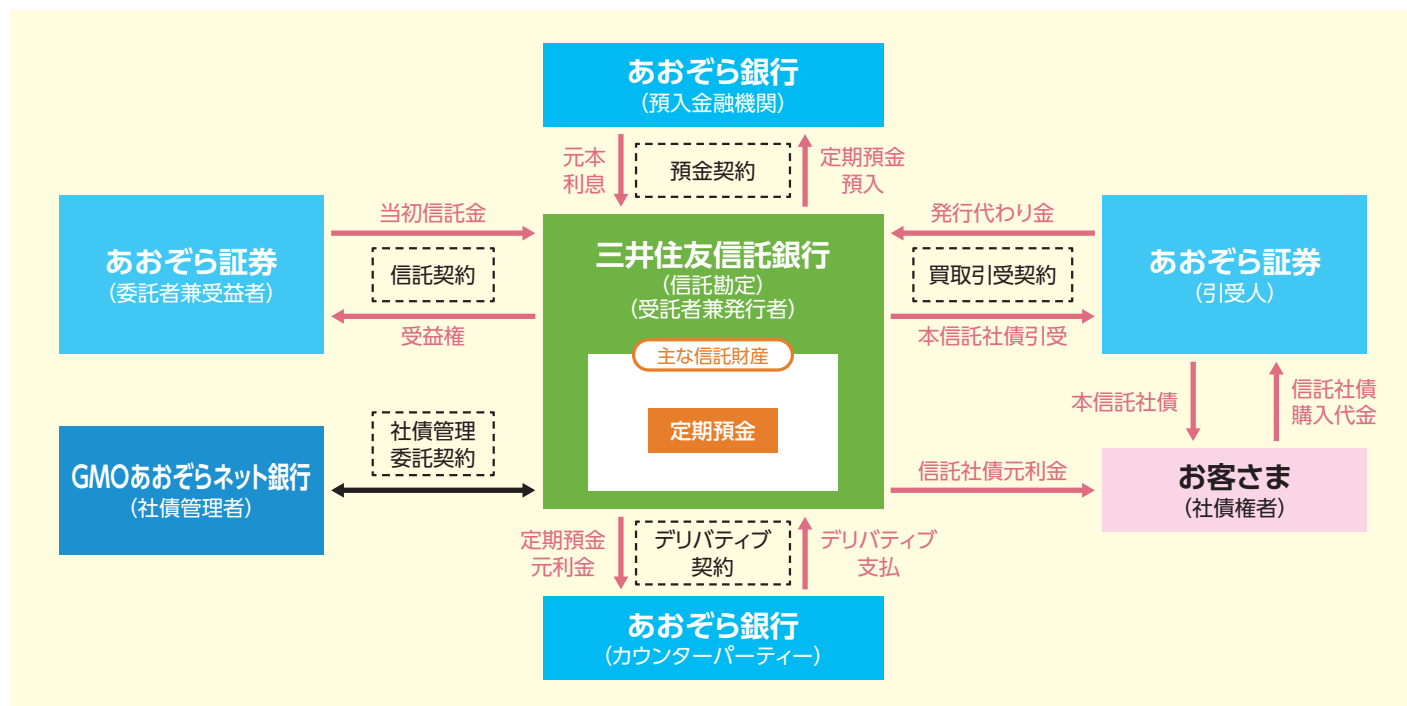 あおぞら銀行
（預入金融機関）
元本
利息
預金契約
定期預金
預入
あおぞら証券
（委託者兼受益者）
当初信託金
信託契約
受益権
三井住友信託銀行
（信託勘定）
（受託者兼発行者）
主な信託財産
定期預金
発行代わり金
買取引受契約
本信託社債引受
あおぞら証券
（引受人）
本信託社債
信託社債
購入代金
GMOあおぞらネット銀行
（社債管理者）
社債管理
委託契約
信託社債元利金
お客さま
（社債権者）
定期預金
元利金
デリバティブ
契約
デリバティブ
支払
あおぞら銀行
（カウンターパーティー）